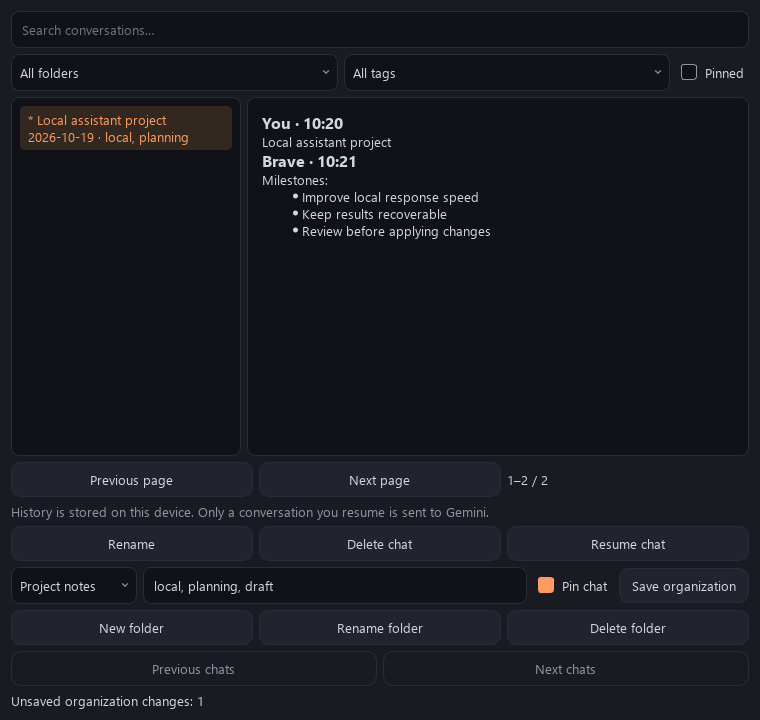 Search conversations...
All folders
All tags
Pinned
* Local assistant project
2026-10-19 · local, planning
You · 10:20
Local assistant project
Brave · 10:21
Milestones:
• Improve local response speed
• Keep results recoverable
• Review before applying changes
Previous page
Next page
1–2 / 2
History is stored on this device. Only a conversation you resume is sent to Gemini.
Rename
Delete chat
Resume chat
Project notes
local, planning, draft
Pin chat
Save organization
New folder
Rename folder
Delete folder
Previous chats
Next chats
Unsaved organization changes: 1